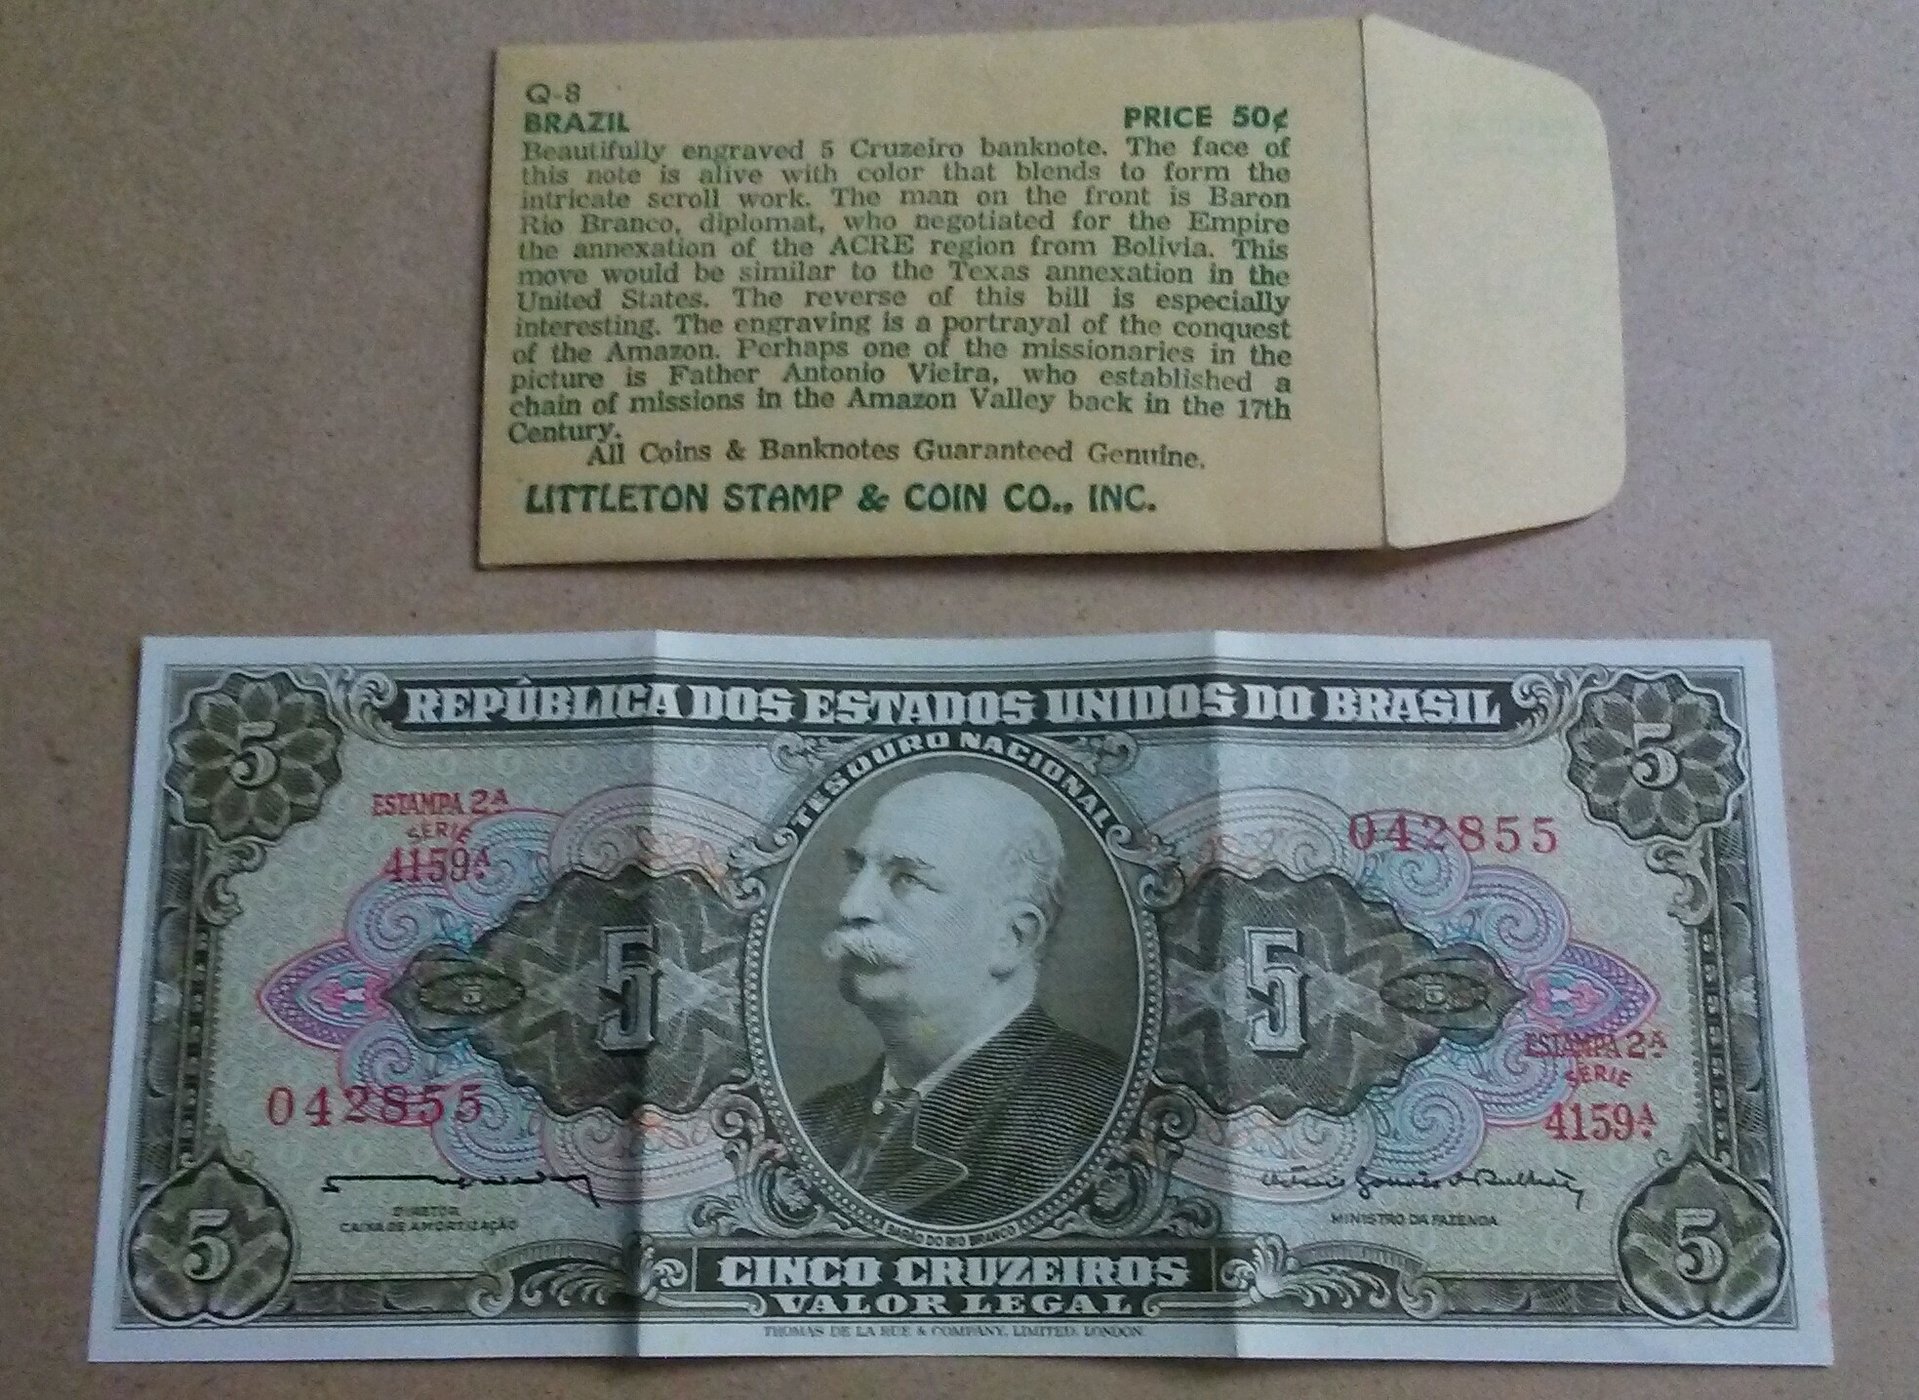 Q-8
BRAZIL PRICE 50¢
Beautifully engraved 5 Cruzeiro banknote. The face of
this note is alive with color that blends to form the
intricate scroll work. The man on the front is Baron
Rio Branco, diplomat, who negotiated for the Empire
the annexation of the ACRE region from Bolivia. This
move would be similar to the Texas annexation in the
United States. The reverse of this bill is especially
interesting. The engraving is a portrayal of the conquest
of the Amazon. Perhaps one of the missionaries in the
picture is Father Antonio Vieira, who established a
chain of missions in the Amazon Valley back in the 17th
Century.
All Coins & Banknotes Guaranteed Genuine.
LITTLETON STAMP & COIN CO., INC.
5 REPÚBLICA DOS ESTADOS UNIDOS DO BRASIL 5
TESOURO NACIONAL
ESTAMPA 2A
SÉRIE
4159A
042855
5 5
5 5
ESTAMPA 2A
SÉRIE
4159A
042855
DIRETOR
CAIXA DE AMORTIZAÇÃO
MINISTRO DA FAZENDA
BARÃO DO RIO BRANCO
5 CINCO CRUZEIROS 5
VALOR LEGAL
THOMAS DE LA RUE & COMPANY, LIMITED, LONDON.